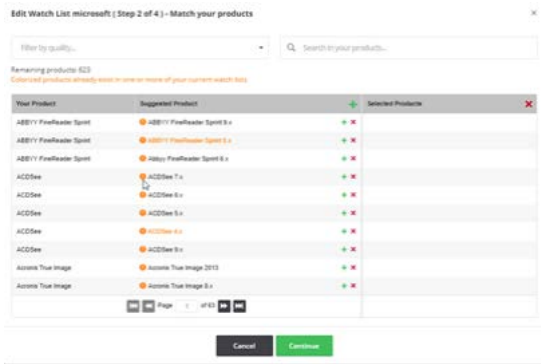 Edit Watch List microsoft ( Step 2 of 4 ) - Match your products
Filter by quality...
Search in your products...
Remaining products: 623
Colorized products already exist in one or more of your current watch lists
Your Product Suggested Product Selected Products
ABBYY FineReader Sprint ABBYY FineReader Sprint 9.x
ABBYY FineReader Sprint ABBYY FineReader Sprint 5.x
ABBYY FineReader Sprint Abbyy FineReader Sprint 6.x
ACDSee ACDSee 7.x
ACDSee ACDSee 6.x
ACDSee ACDSee 5.x
ACDSee ACDSee 4.x
ACDSee ACDSee 9.x
Acronis True Image Acronis True Image 2013
Acronis True Image Acronis True Image 8.x
Page of 63
Cancel Continue